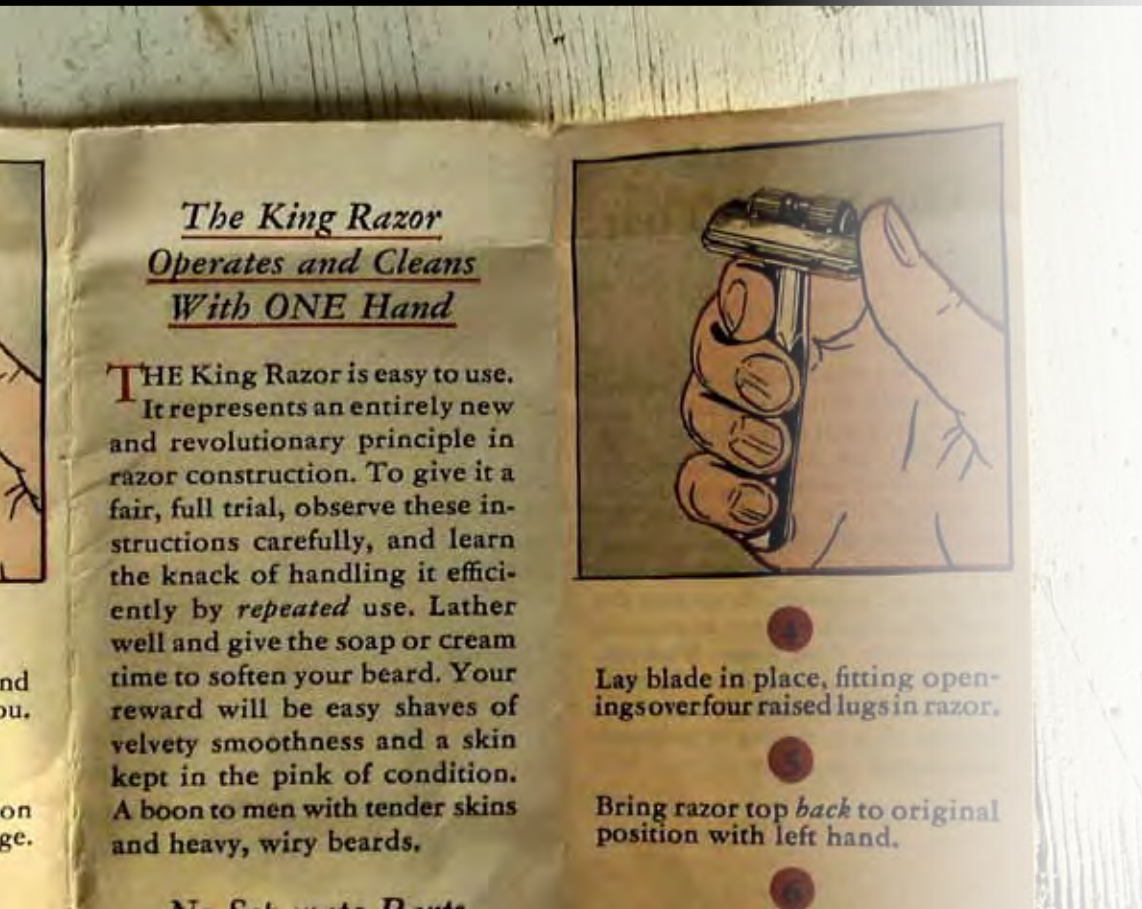 The King Razor
Operates and Cleans
With ONE Hand
THE King Razor is easy to use.
It represents an entirely new
and revolutionary principle in
razor construction. To give it a
fair, full trial, observe these in-
structions carefully, and learn
the knack of handling it effici-
ently by repeated use. Lather
well and give the soap or cream
time to soften your beard. Your
reward will be easy shaves of
velvety smoothness and a skin
kept in the pink of condition.
A boon to men with tender skins
and heavy, wiry beards.
4
Lay blade in place, fitting open-
ings over four raised lugs in razor.
5
Bring razor top back to original
position with left hand.
6